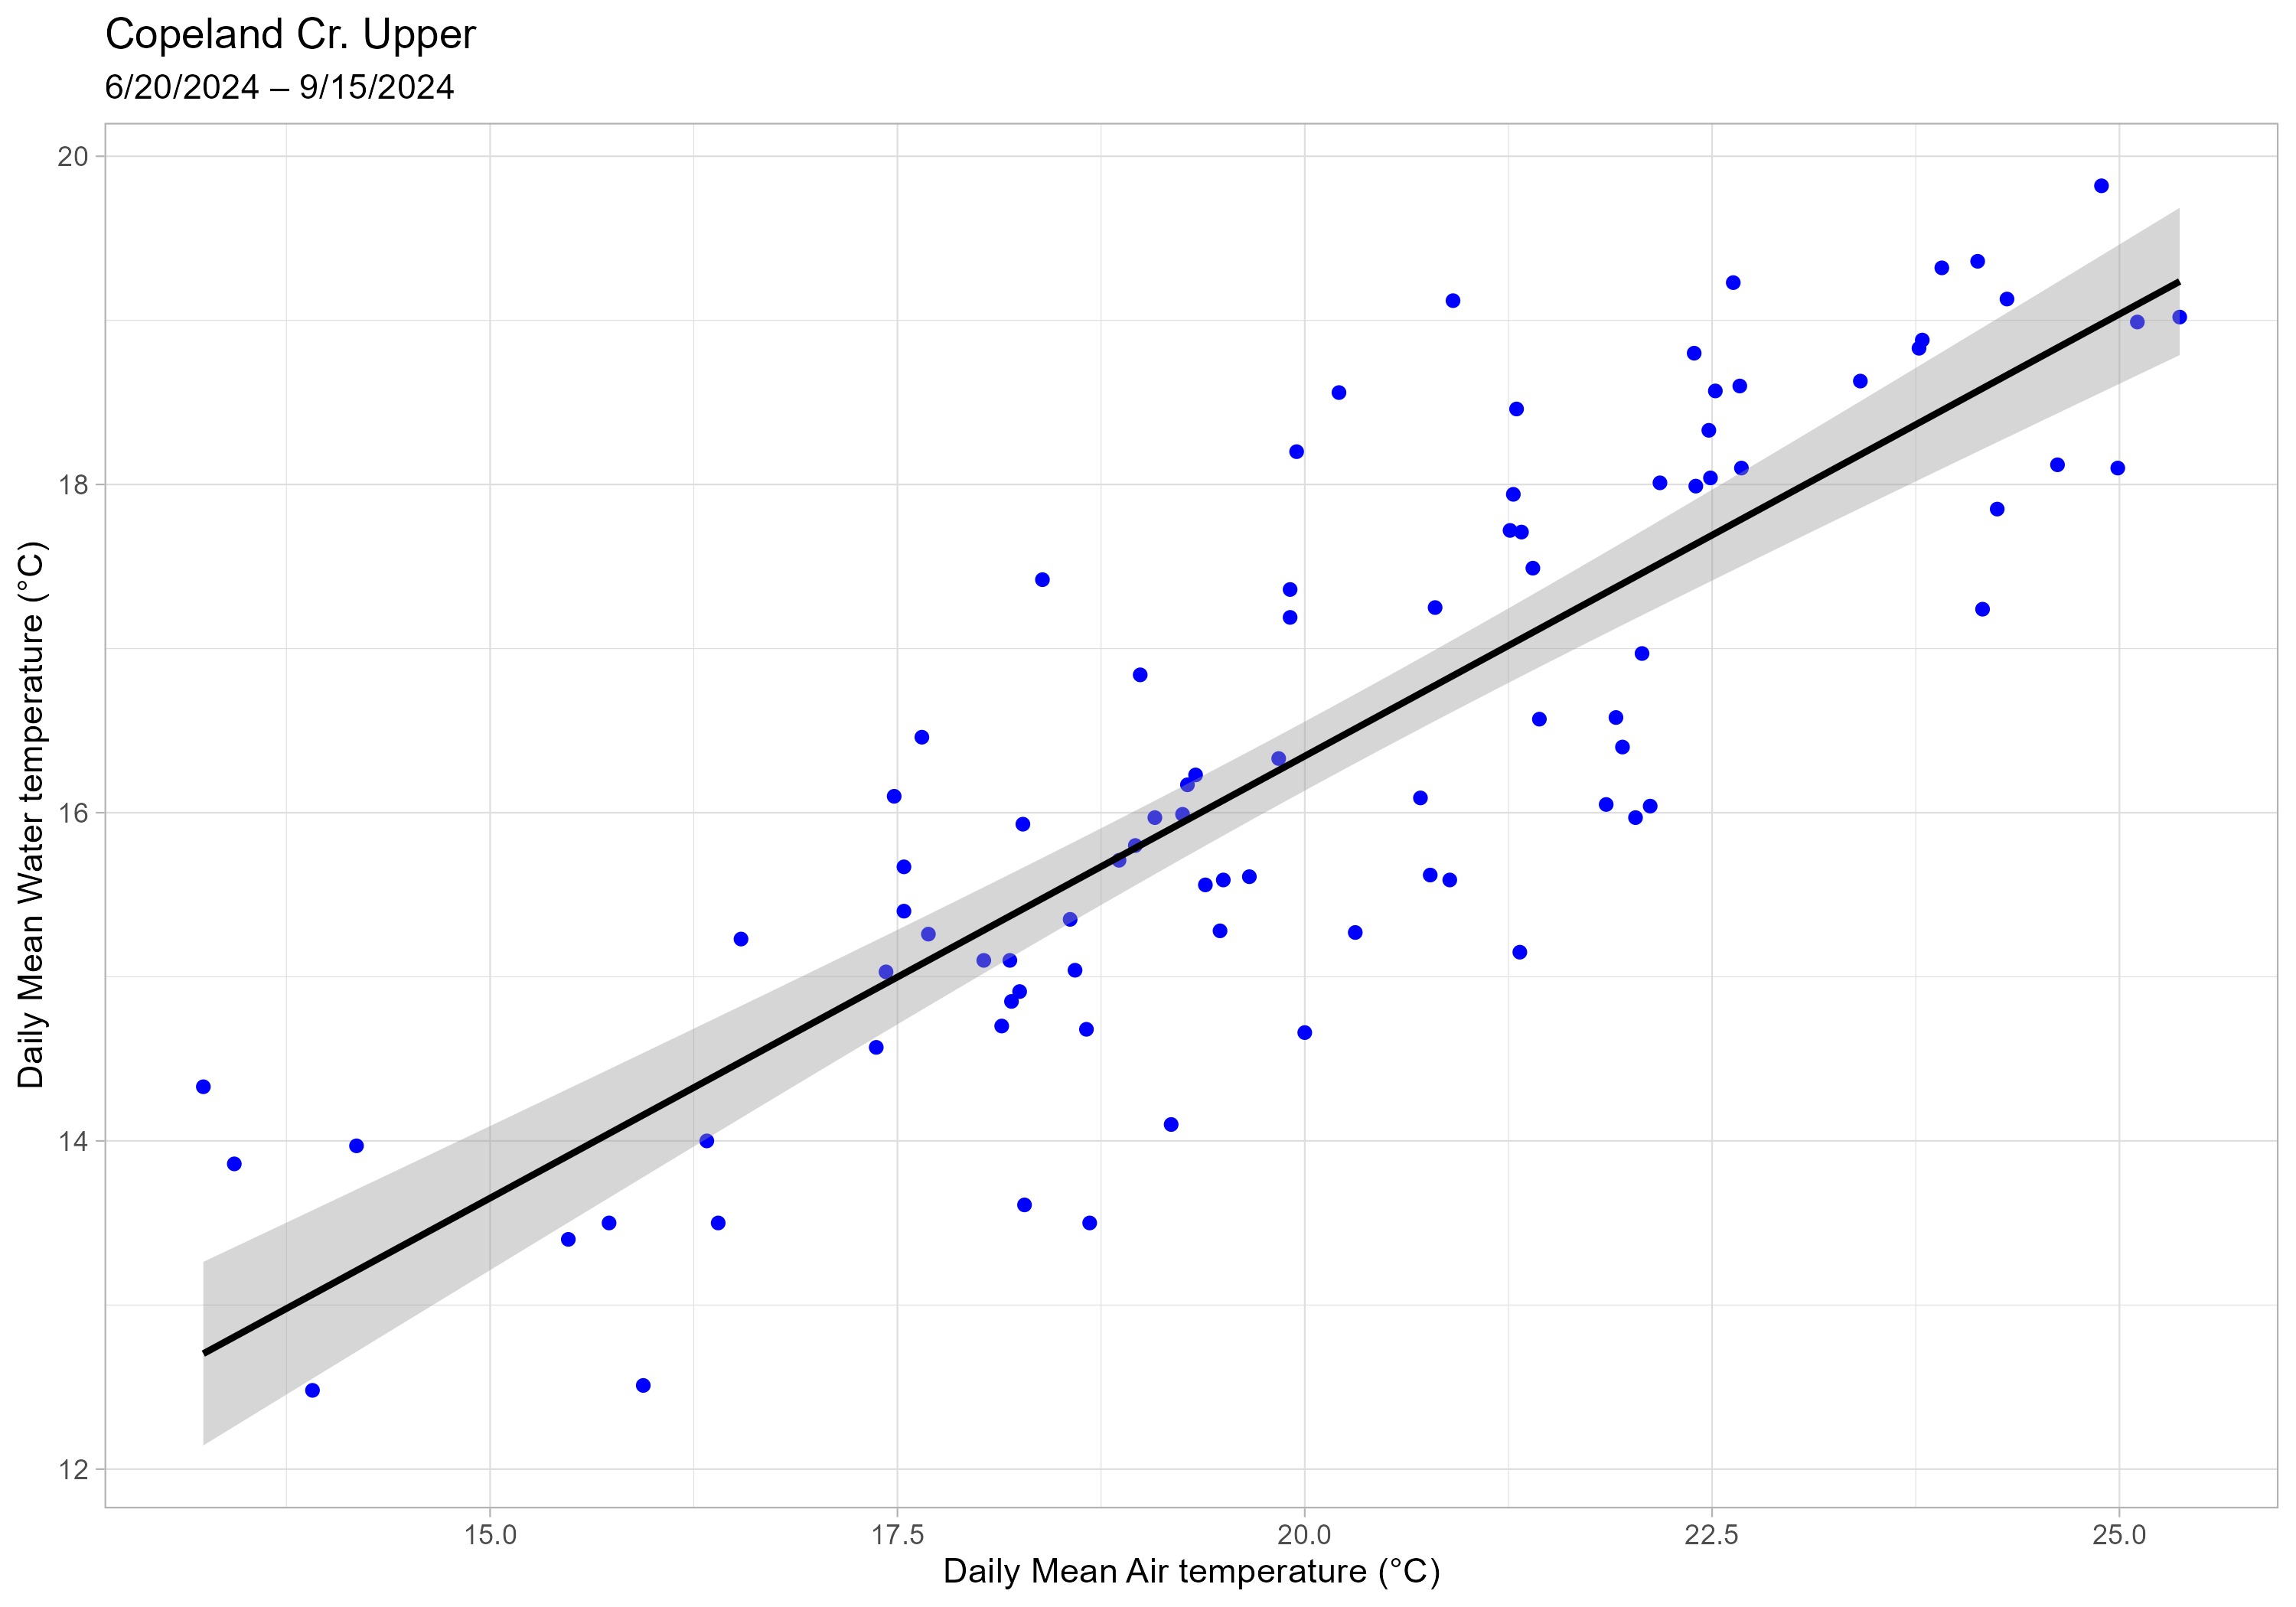 Copeland Cr. Upper
6/20/2024 – 9/15/2024
Daily Mean Water temperature (°C)
20
18
16
14
12
15.0
17.5
20.0
22.5
25.0
Daily Mean Air temperature (°C)